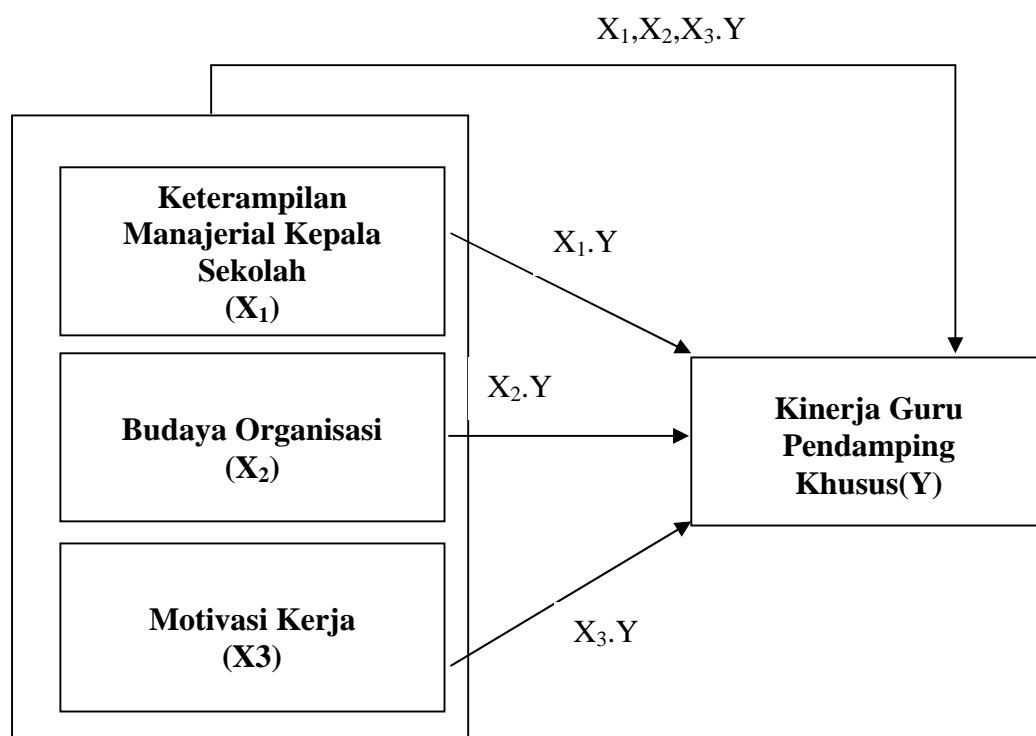 X₁,X₂,X₃.Y
Keterampilan
Manajerial Kepala
Sekolah
(X₁)
X₁.Y
Budaya Organisasi
(X₂)
X₂.Y
Kinerja Guru
Pendamping
Khusus(Y)
Motivasi Kerja
(X3)
X₃.Y